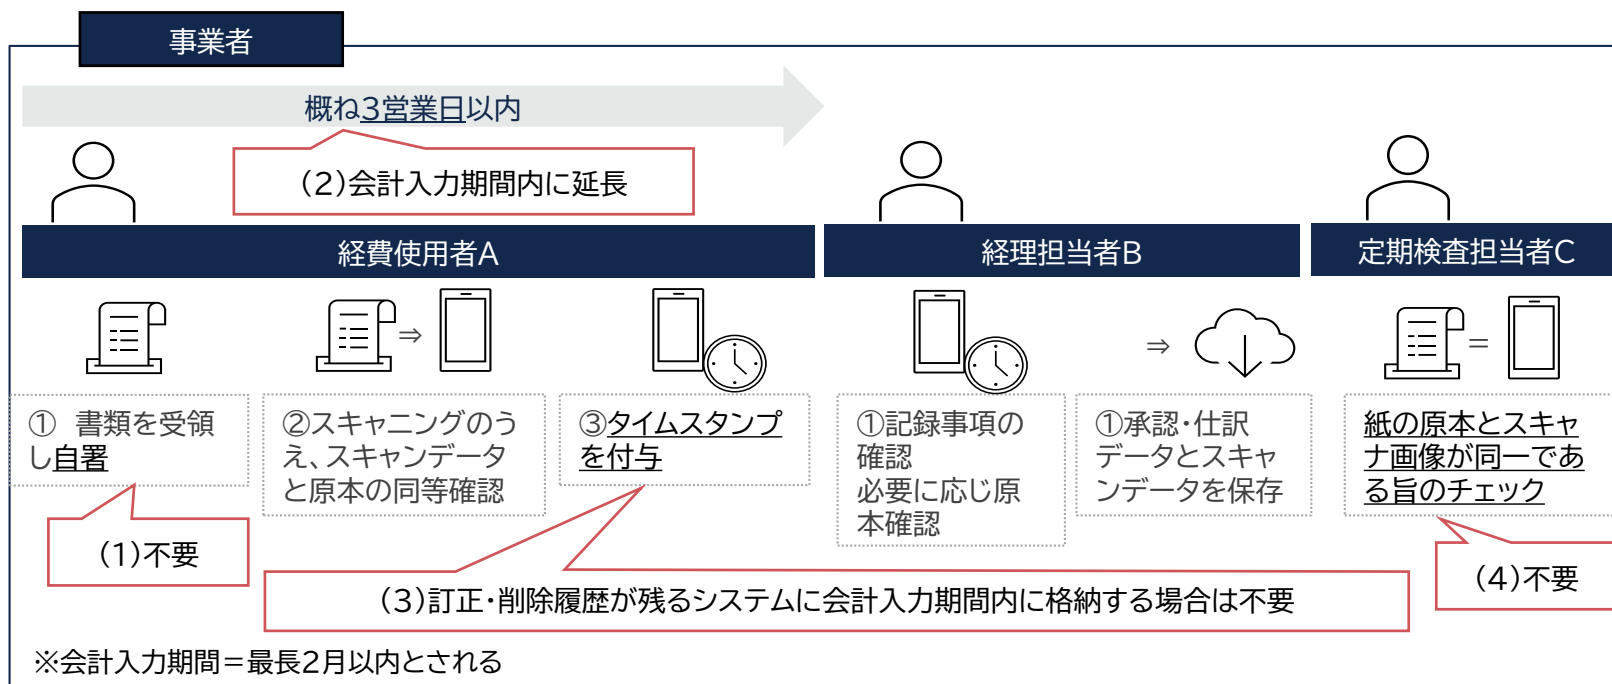 事業者
概ね3営業日以内
(2)会計入力期間内に延長
経費使用者A
経理担当者B
定期検査担当者C
⇒
⇒
=
① 書類を受領
し自署
②スキャニングのう
え、スキャンデータ
と原本の同等確認
③タイムスタンプ
を付与
①記録事項の
確認
必要に応じ原
本確認
①承認・仕訳
データとスキャ
ンデータを保存
紙の原本とスキャ
ナ画像が同一であ
る旨のチェック
(1)不要
(3)訂正・削除履歴が残るシステムに会計入力期間内に格納する場合は不要
(4)不要
※会計入力期間=最長2月以内とされる